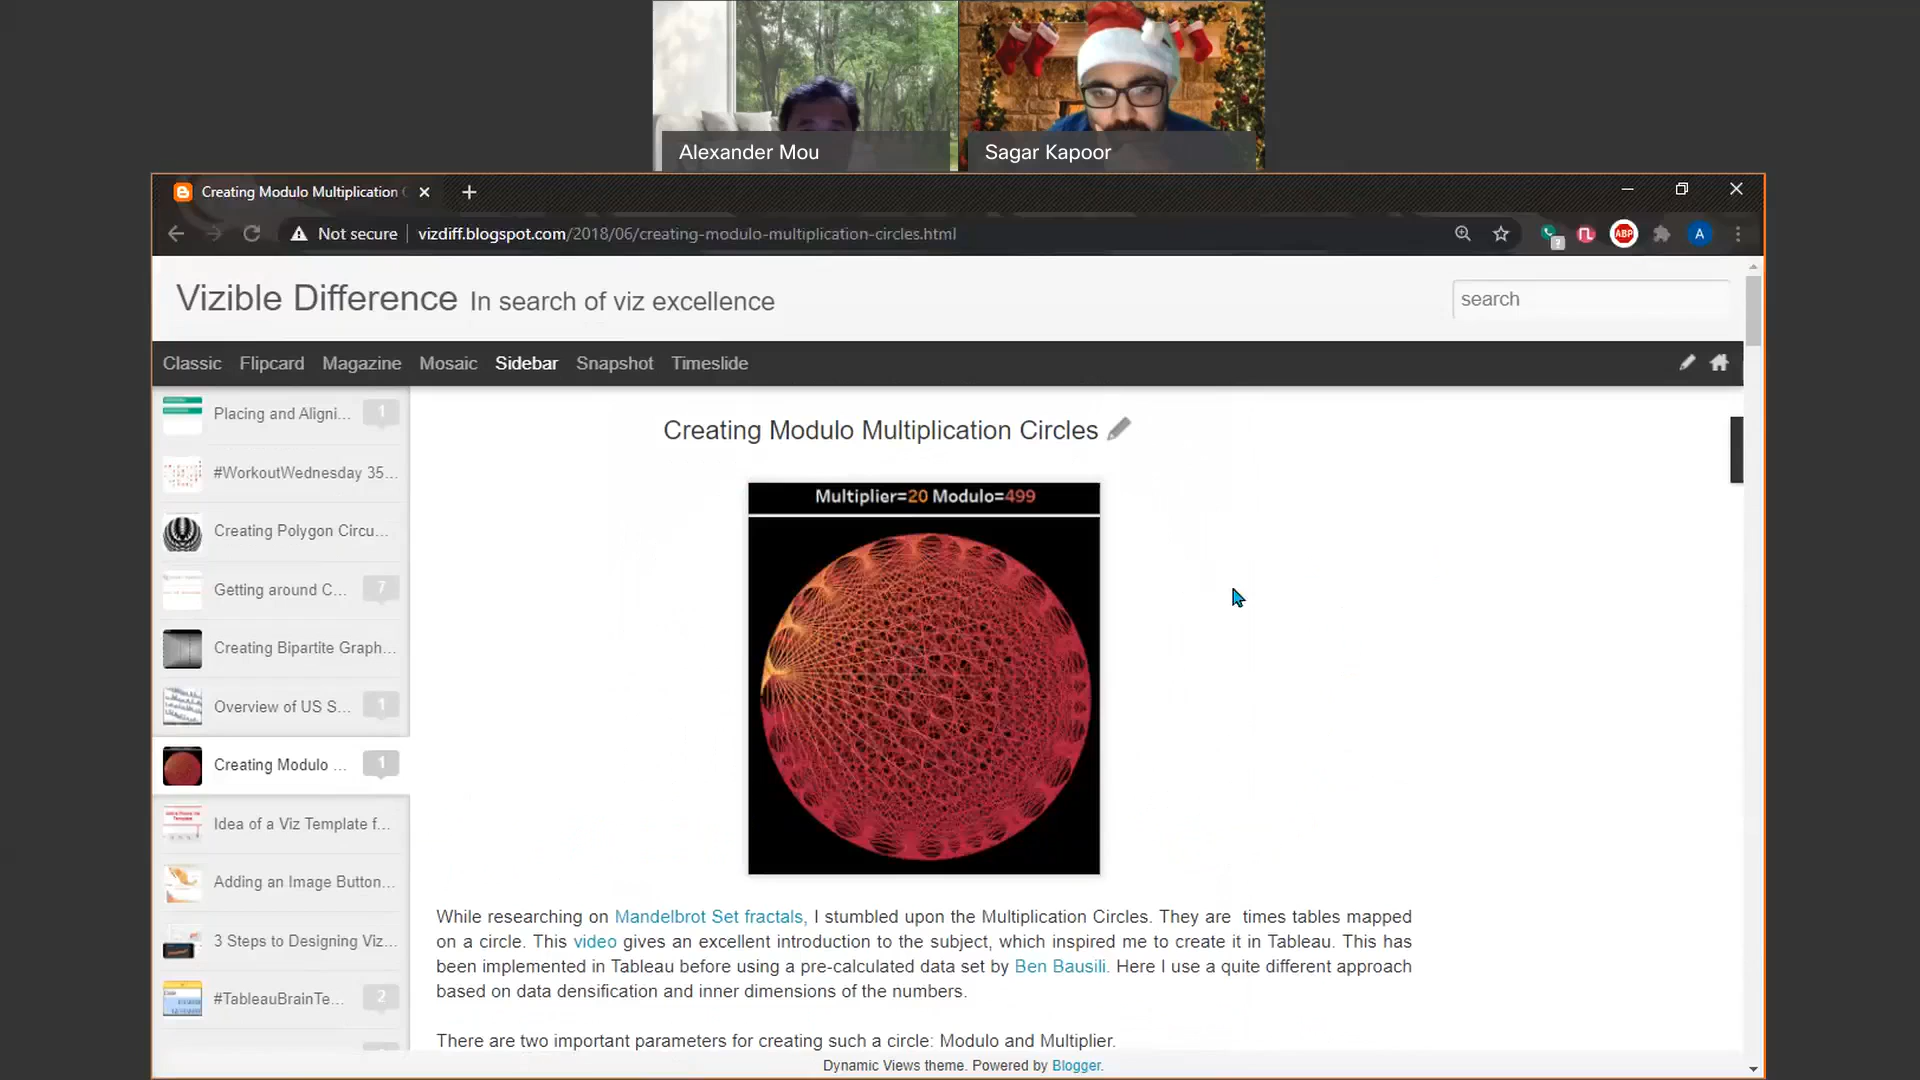 Alexander Mou
Sagar Kapoor
Creating Modulo Multiplication
Not secure
vizdiff.blogspot.com/2018/06/creating-modulo-multiplication-circles.html
ABP
A
Vizible Difference In search of viz excellence
search
Classic Flipcard Magazine Mosaic Sidebar Snapshot Timeslide
Placing and Aligni... 1
#WorkoutWednesday 35...
Creating Polygon Circu...
Getting around C... 7
Creating Bipartite Graph...
Overview of US S... 1
Creating Modulo ... 1
Idea of a Viz Template f...
Adding an Image Button...
3 Steps to Designing Viz...
#TableauBrainTe... 2
Creating Modulo Multiplication Circles
Multiplier=20 Modulo=499
While researching on Mandelbrot Set fractals, I stumbled upon the Multiplication Circles. They are times tables mapped
on a circle. This video gives an excellent introduction to the subject, which inspired me to create it in Tableau. This has
been implemented in Tableau before using a pre-calculated data set by Ben Bausili. Here I use a quite different approach
based on data densification and inner dimensions of the numbers.
There are two important parameters for creating such a circle: Modulo and Multiplier.
Dynamic Views theme. Powered by Blogger.